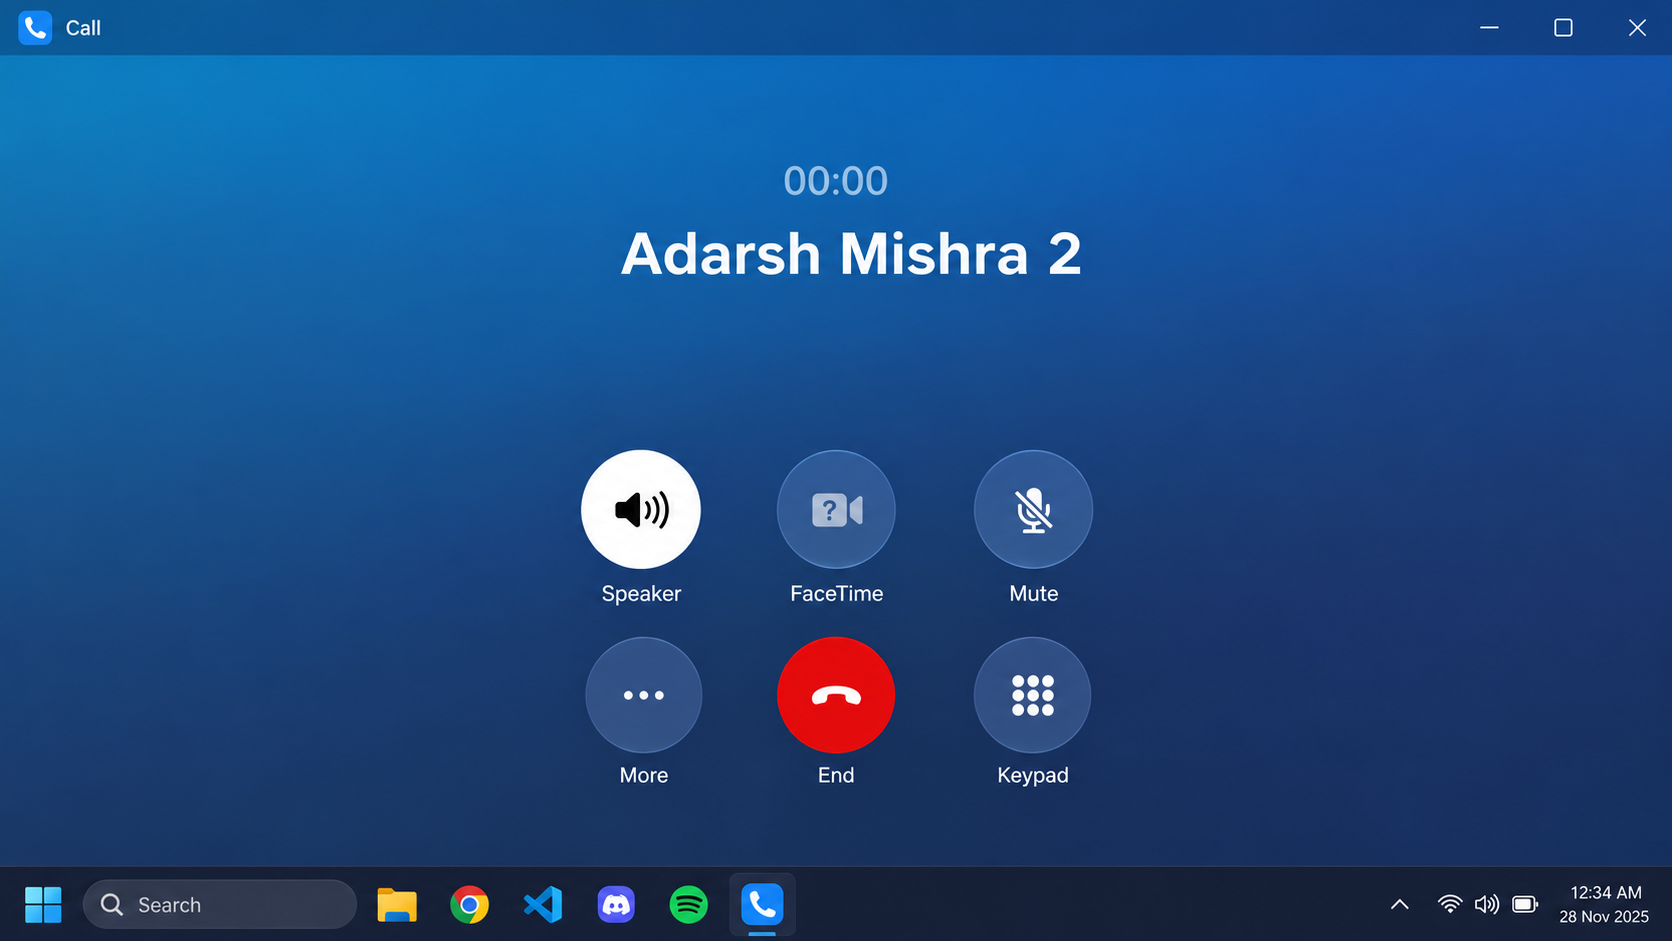 Call
00:00
Adarsh Mishra 2
Speaker
FaceTime
Mute
More
End
Keypad
Search
12:34 AM
28 Nov 2025